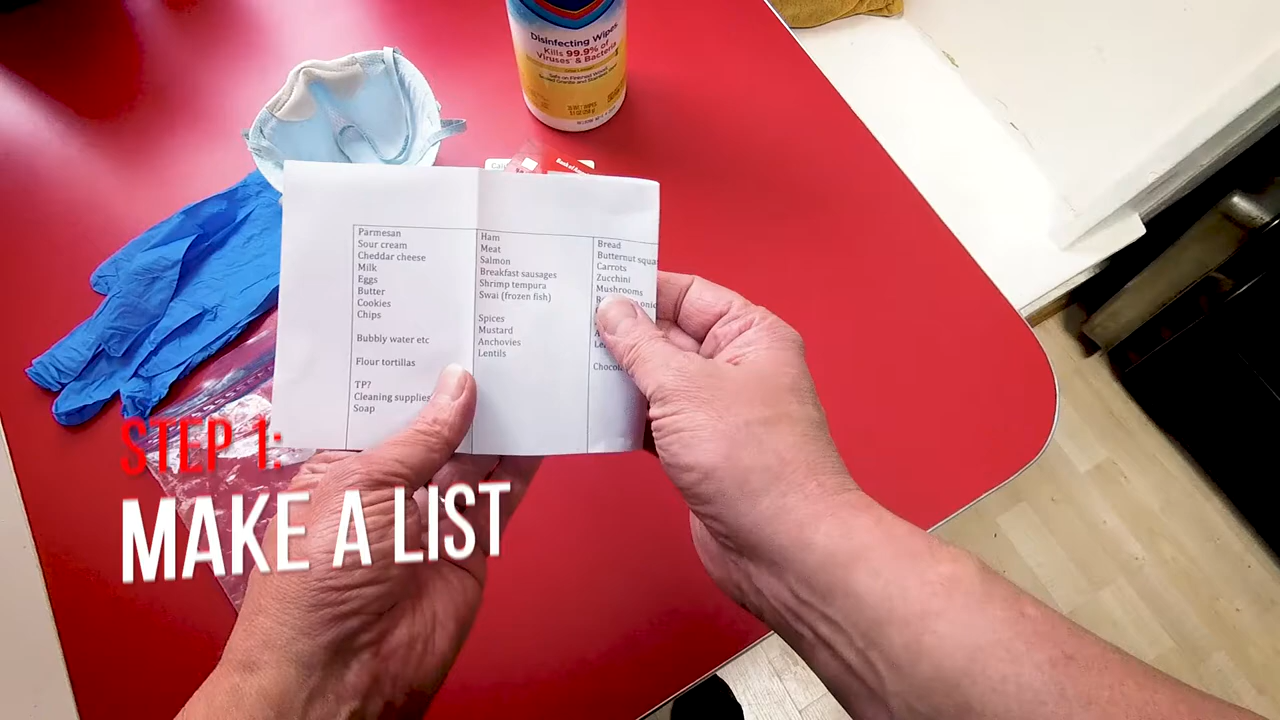 Disinfecting Wipes
Kills 99.9% of
Viruses* & Bacteria
Parmesan
Sour cream
Cheddar cheese
Milk
Eggs
Butter
Cookies
Chips
Bubbly water etc
Flour tortillas
TP?
Cleaning supplies
Soap
Ham
Meat
Salmon
Breakfast sausages
Shrimp tempura
Swai (frozen fish)
Spices
Mustard
Anchovies
Lentils
Bread
Butternut
Carrots
Zucchini
Mushrooms
STEP 1:
MAKE A LIST